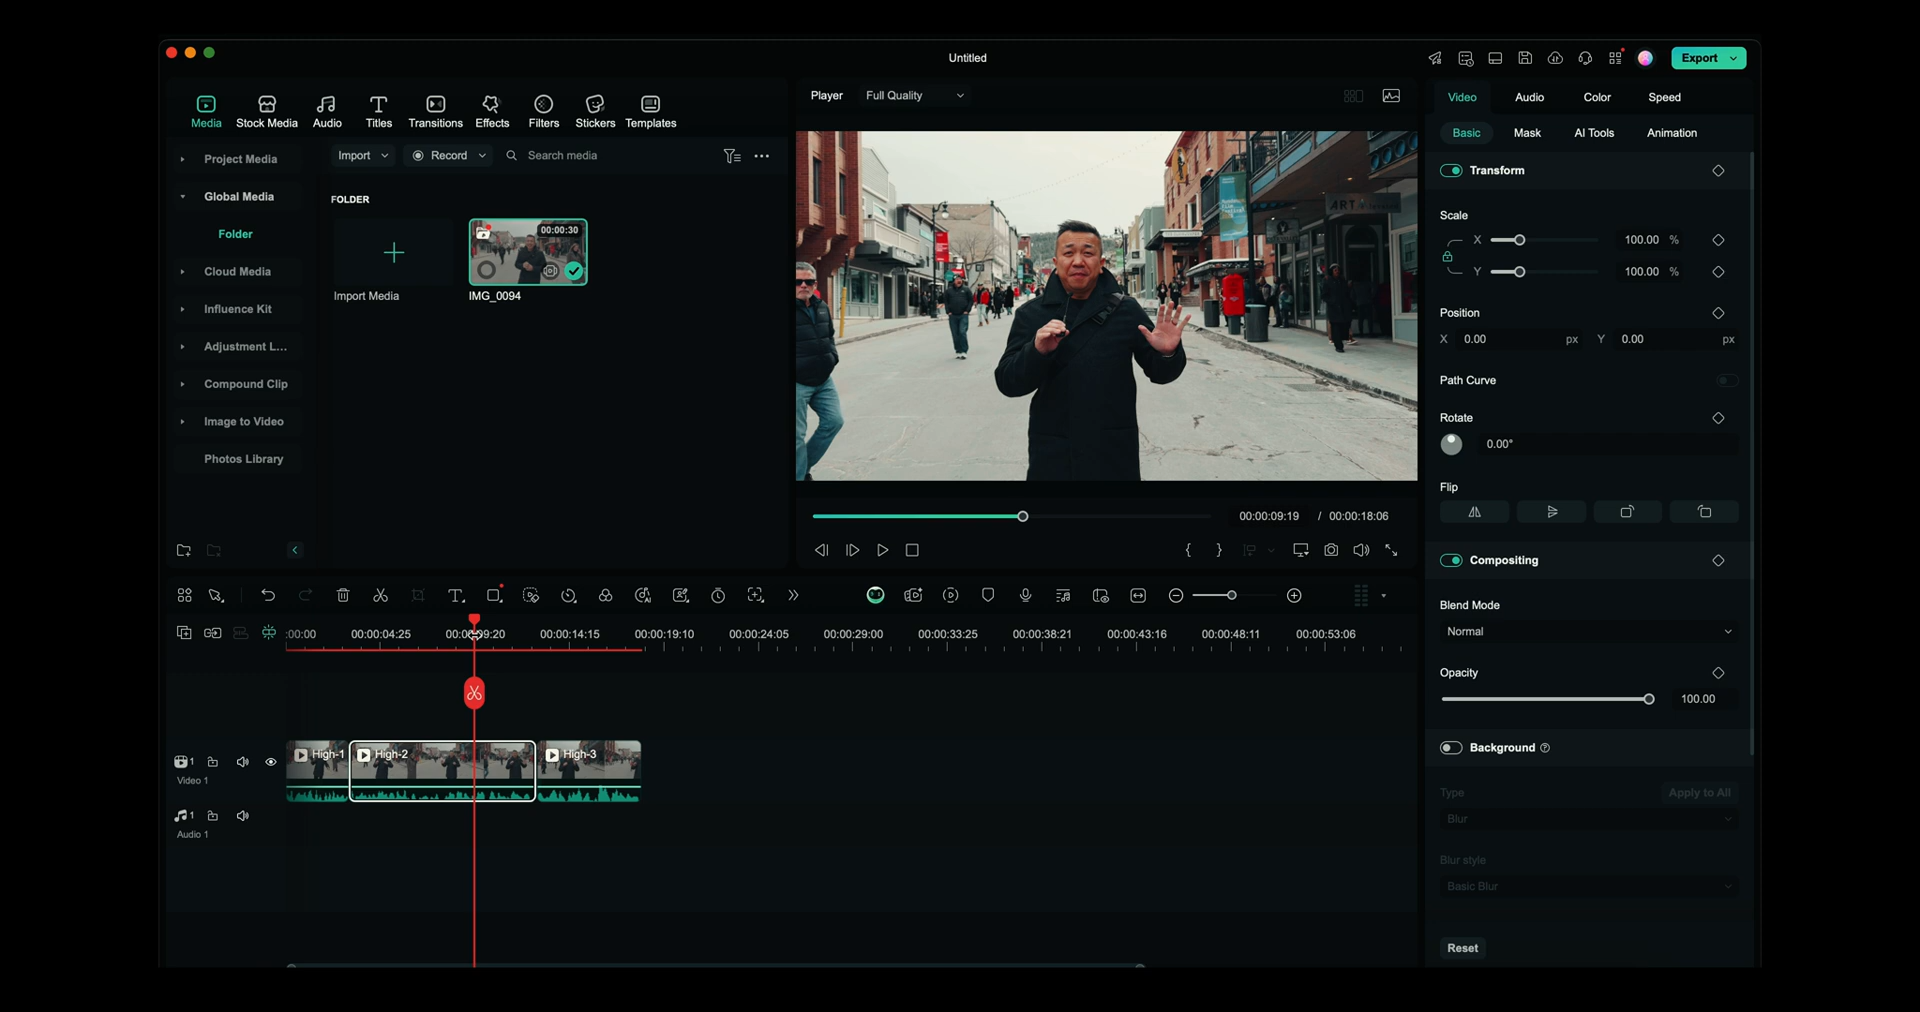 Untitled
Export
Media
Stock Media
Audio
Titles
Transitions
Effects
Filters
Stickers
Templates
Project Media
Global Media
Folder
Cloud Media
Influence Kit
Adjustment L...
Compound Clip
Image to Video
Photos Library
Import
Record
Search media
FOLDER
Import Media
00:00:30
IMG_0094
Player
Full Quality
ART
00:00:09:19 / 00:00:18:06
Video
Audio
Color
Speed
Basic
Mask
AI Tools
Animation
Transform
Scale
X 100.00 %
Y 100.00 %
Position
X 0.00 px Y 0.00 px
Path Curve
Rotate
0.00°
Flip
Compositing
Blend Mode
Normal
Opacity
100.00
Background
Type
Apply to All
Blur
Blur style
Basic Blur
Reset
:00:00 00:00:04:25 00:00:09:20 00:00:14:15 00:00:19:10 00:00:24:05 00:00:29:00 00:00:33:25 00:00:38:21 00:00:43:16 00:00:48:11 00:00:53:06
High-1
High-2
High-3
1
Video 1
1
Audio 1